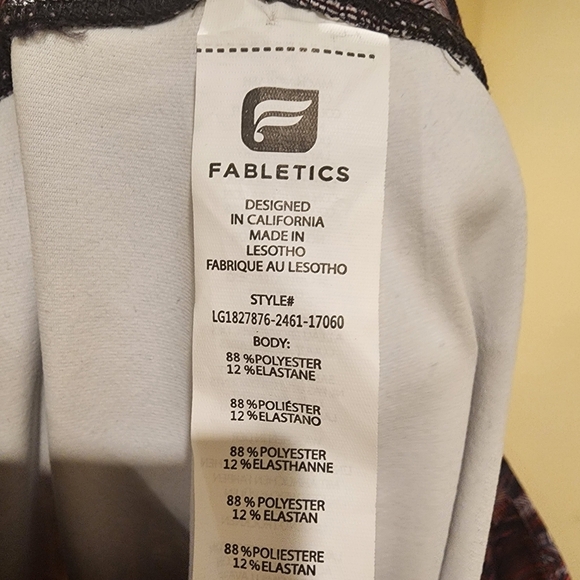 FABLETICS
DESIGNED
IN CALIFORNIA
MADE IN
LESOTHO
FABRIQUE AU LESOTHO
STYLE#
LG1827876-2461-17060
BODY:
88%POLYESTER
12%ELASTANE
88%POLIÉSTER
12%ELASTANO
88%POLYESTER
12%ELASTHANNE
88%POLYESTER
12%ELASTAN
88%POLIESTERE
12%ELASTAN